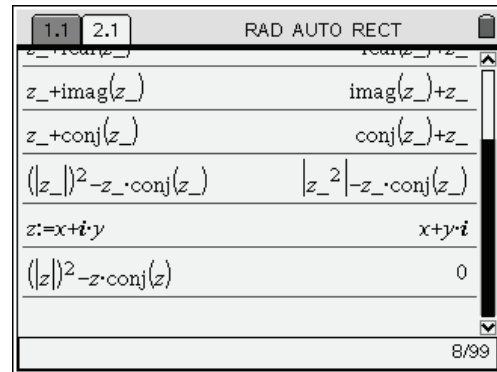 1.1 2.1 RAD AUTO RECT
z_+imag(z_) imag(z_)+z_
z_+conj(z_) conj(z_)+z_
(|z_|)²-z_·conj(z_) |z_²|-z_·conj(z_)
z:=x+i·y x+y·i
(|z|)²-z·conj(z) 0
8/99